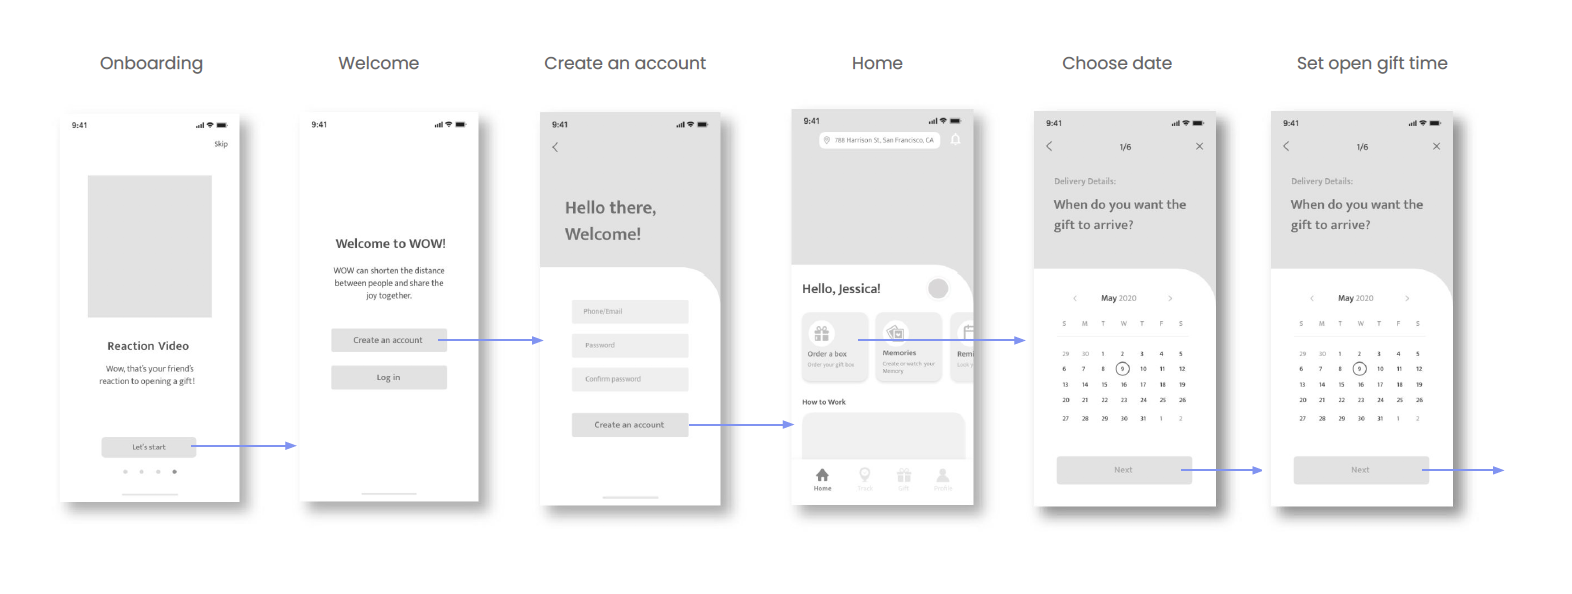 Onboarding
Welcome
Create an account
Home
Choose date
Set open gift time
9:41
Skip
Reaction Video
Wow, that's your friend's
reaction to opening a gift!
Let's start
9:41
Welcome to WOW!
WOW can shorten the distance
between people and share the
joy together.
Create an account
Log in
9:41
Hello there,
Welcome!
Phone/Email
Password
Confirm password
Create an account
9:41
788 Harrison St, San Francisco, CA
Hello, Jessica!
Order a box
Order your gift box
Memories
Create or watch your
Memory
Remi
How to Work
Home
Track
Gift
Profile
9:41
1/6
Delivery Details:
When do you want the
gift to arrive?
May 2020
S M T W T F S
29 30 1 2 3 4 5
6 7 8 9 10 11 12
13 14 15 16 17 18 19
20 21 22 23 24 25 26
27 28 29 30 31 1 2
Next
9:41
1/6
Delivery Details:
When do you want the
gift to arrive?
May 2020
S M T W T F S
29 30 1 2 3 4 5
6 7 8 9 10 11 12
13 14 15 16 17 18 19
20 21 22 23 24 25 26
27 28 29 30 31 1 2
Next